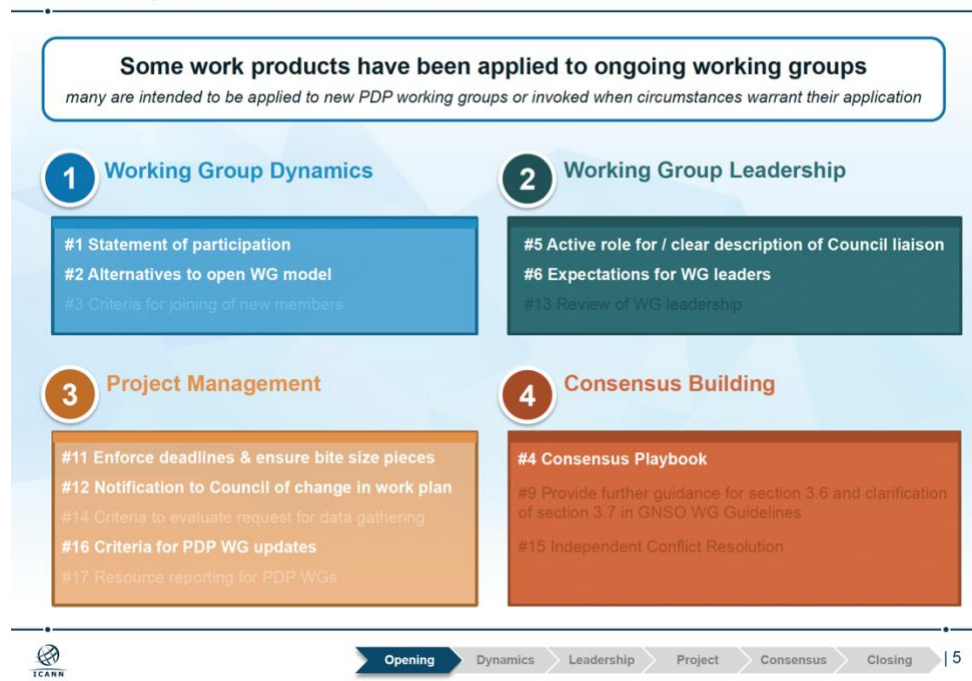 Some work products have been applied to ongoing working groups
many are intended to be applied to new PDP working groups or invoked when circumstances warrant their application
1 Working Group Dynamics
#1 Statement of participation
#2 Alternatives to open WG model
#3 Criteria for joining of new members
2 Working Group Leadership
#5 Active role for / clear description of Council liaison
#6 Expectations for WG leaders
#13 Review of WG leadership
3 Project Management
#11 Enforce deadlines & ensure bite size pieces
#12 Notification to Council of change in work plan
#14 Criteria to evaluate request for data gathering
#16 Criteria for PDP WG updates
#17 Resource reporting for PDP WGs
4 Consensus Building
#4 Consensus Playbook
#9 Provide further guidance for section 3.6 and clarification
of section 3.7 in GNSO WG Guidelines
#15 Independent Conflict Resolution
ICANN
Opening Dynamics Leadership Project Consensus Closing | 5